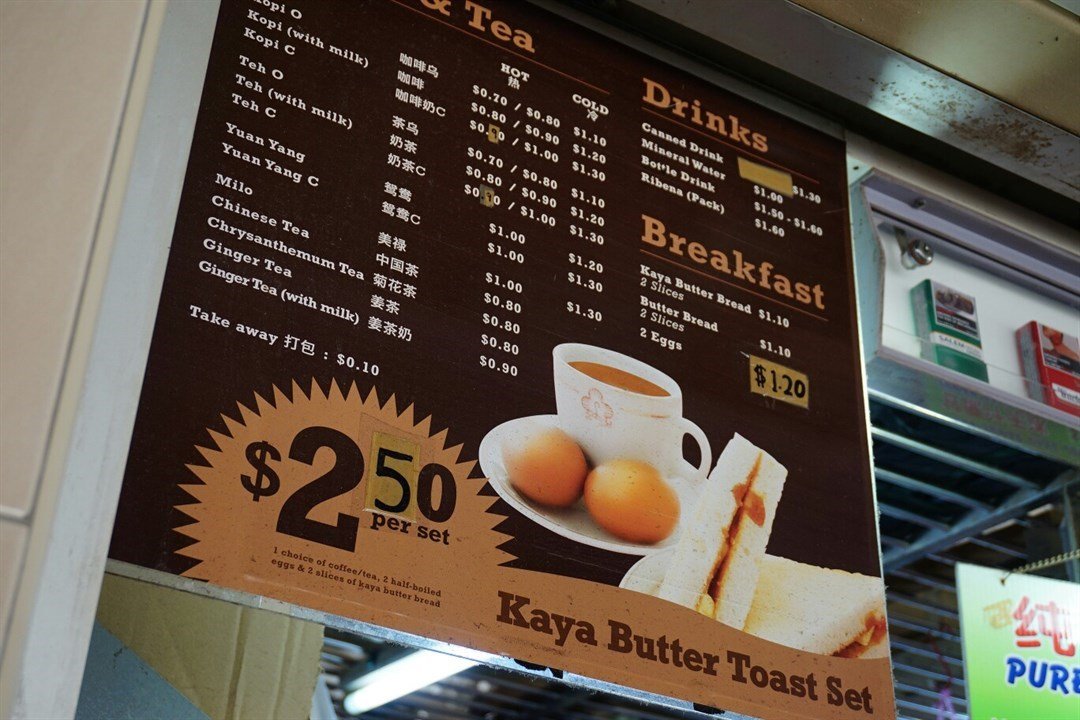 & Tea
HOT COLD
热 冷
Kopi O 咖啡乌 $0.70 / $0.80 $1.10
Kopi (with milk) 咖啡 $0.80 / $0.90 $1.20
Kopi C 咖啡奶C / $1.00 $1.30
Teh O 茶乌 $0.70 / $0.80 $1.10
Teh (with milk) 奶茶 $0.80 / $0.90 $1.20
Teh C 奶茶C / $1.00 $1.30
Yuan Yang 鸳鸯 $1.00 $1.20
Yuan Yang C 鸳鸯C $1.00 $1.30
Milo 美禄 $1.00 $1.30
Chinese Tea 中国茶 $0.80
Chrysanthemum Tea 菊花茶 $0.80
Ginger Tea 姜茶 $0.80
Ginger Tea (with milk) 姜茶奶 $0.90
Take away 打包 : $0.10
Drinks
Canned Drink $1.30
Mineral Water $1.00
Bottle Drink $1.50 - $1.60
Ribena (Pack) $1.60
Breakfast
Kaya Butter Bread $1.10
2 Slices
Butter Bread $1.10
2 Slices
2 Eggs $1.20
$2.50
per set
1 choice of coffee/tea, 2 half-boiled
eggs & 2 slices of kaya butter bread
Kaya Butter Toast Set
SALEM
纯
PURE